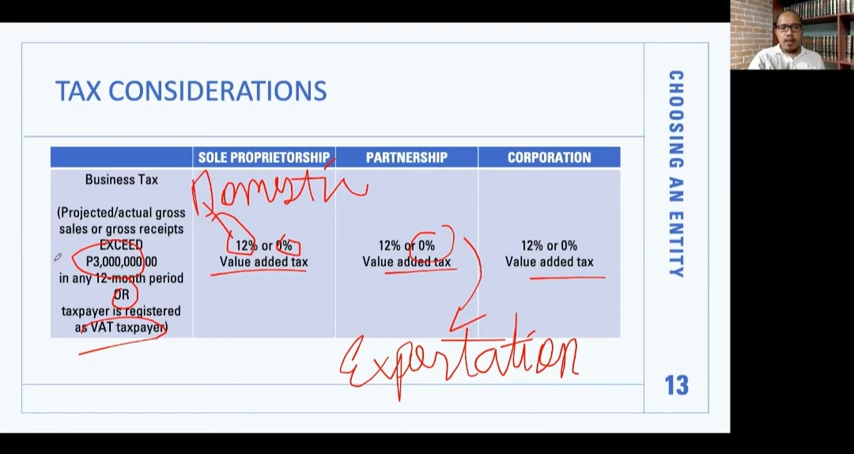 TAX CONSIDERATIONS
SOLE PROPRIETORSHIP
PARTNERSHIP
CORPORATION
Business Tax
(Projected/actual gross
sales or gross receipts
EXCEED
P3,000,000.00
in any 12-month period
OR
taxpayer is registered
as VAT taxpayer)
Domestic
12% or 0%
Value added tax
12% or 0%
Value added tax
12% or 0%
Value added tax
Exportation
CHOOSING AN ENTITY
13